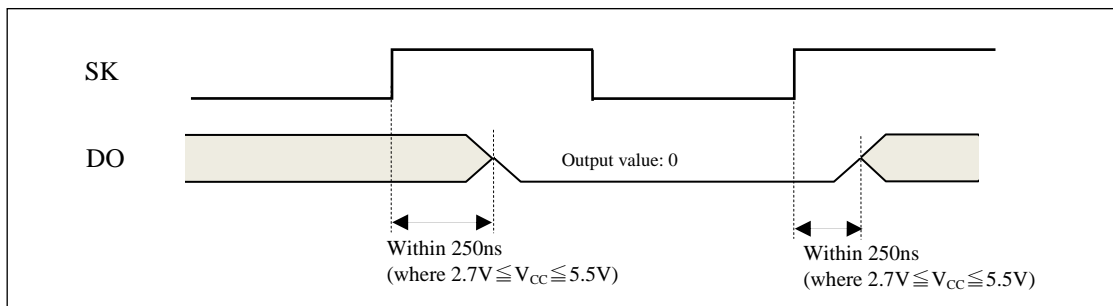 SK
DO
Output value: 0
Within 250ns
(where 2.7V≦VCC≦5.5V)
Within 250ns
(where 2.7V≦VCC≦5.5V)